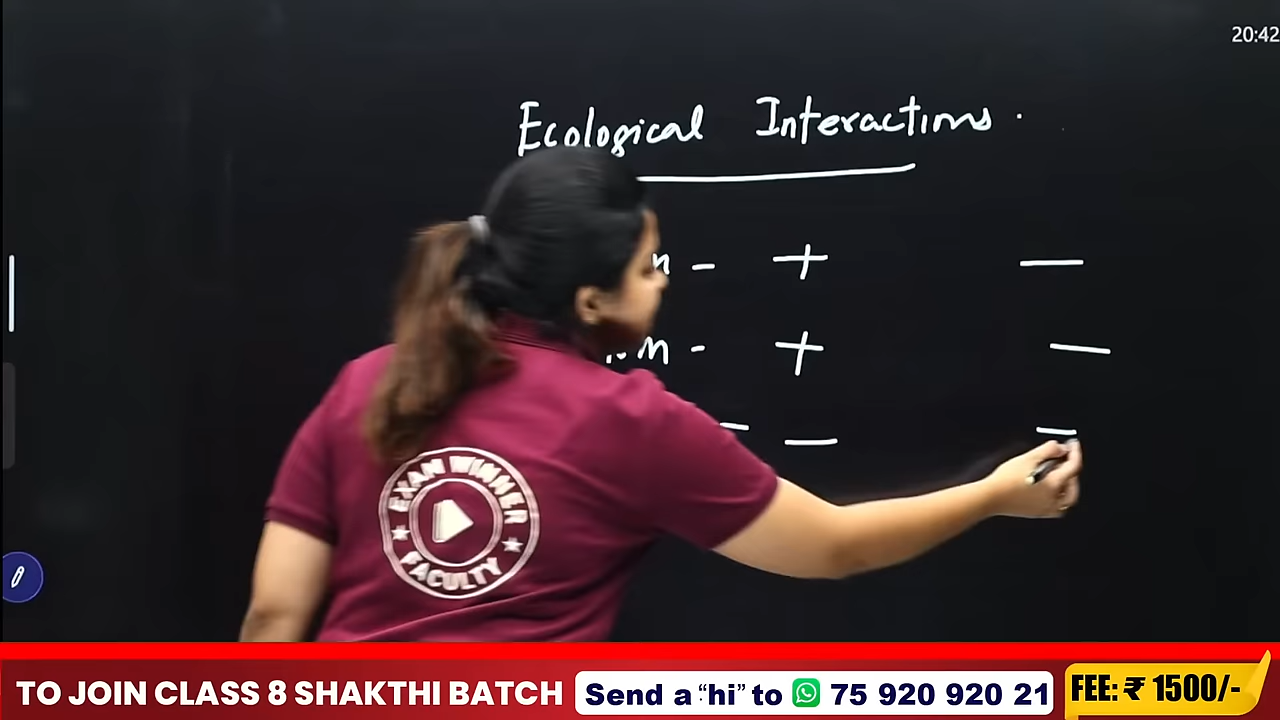 20:42
Ecological Interactions.
n - + —
m - + —
— — —
EXAM WINNER
FACULTY
TO JOIN CLASS 8 SHAKTHI BATCH Send a “hi” to 75 920 920 21 FEE: ₹ 1500/-